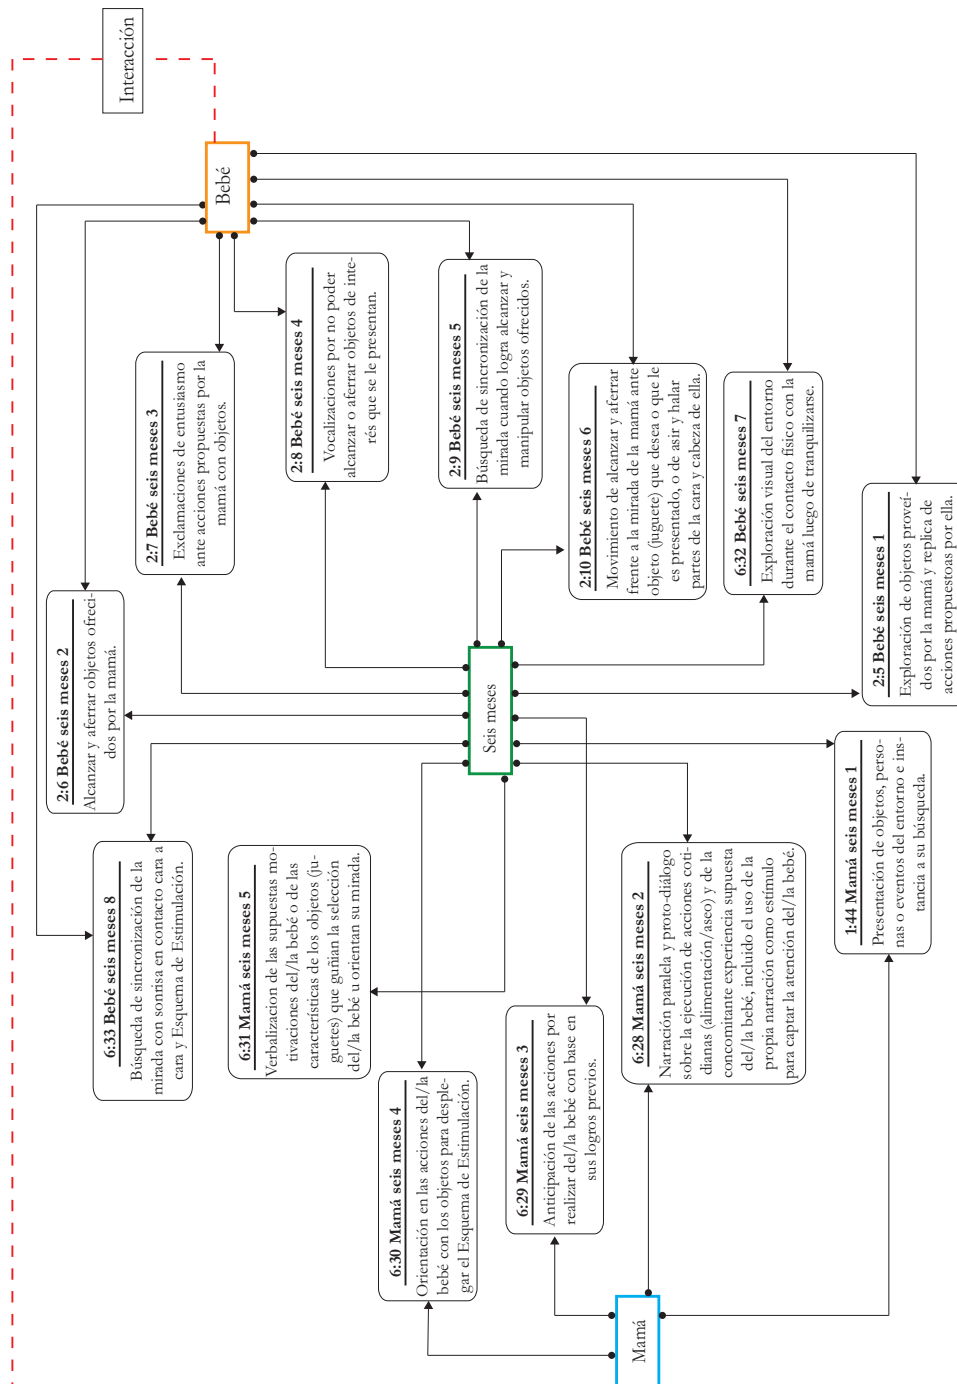 Interacción
Bebé
Seis meses
Mamá
6:33 Bebé seis meses 8
Búsqueda de sincronización de la
mirada con sonrisa en contacto cara a
cara y Esquema de Estimulación.
2:6 Bebé seis meses 2
Alcanzar y aferrar objetos ofreci-
dos por la mamá.
2:7 Bebé seis meses 3
Exclamaciones de entusiasmo
ante acciones propuestas por la
mamá con objetos.
2:8 Bebé seis meses 4
Vocalizaciones por no poder
alcanzar o aferrar objetos de inte-
rés que se le presentan.
2:9 Bebé seis meses 5
Búsqueda de sincronización de la
mirada cuando logra alcanzar y
manipular objetos ofrecidos.
2:10 Bebé seis meses 6
Movimiento de alcanzar y aferrar
frente a la mirada de la mamá ante
objeto (juguete) que desea o que le
es presentado, o de asir y halar
partes de la cara y cabeza de ella.
6:32 Bebé seis meses 7
Exploración visual del entorno
durante el contacto físico con la
mamá luego de tranquilizarse.
2:5 Bebé seis meses 1
Exploración de objetos proveí-
dos por la mamá y replica de
acciones propuestoas por ella.
6:31 Mamá seis meses 5
Verbalizacion de las supuestas mo-
tivaciones del/la bebé o de las
características de los objetos (ju-
guetes) que guñian la selección
del/la bebé u orientan su mirada.
6:30 Mamá seis meses 4
Orientación en las acciones del/la
bebé con los objetos para desple-
gar el Esquema de Estimulación.
6:29 Mamá seis meses 3
Anticipación de las acciones por
realizar del/la bebé con base en
sus logros previos.
6:28 Mamá seis meses 2
Narración paralela y proto-diálogo
sobre la ejecución de acciones coti-
dianas (alimentación/aseo) y de la
concomitante experiencia supuesta
del/la bebé, incluido el uso de la
propia narración como estímulo
para captar la atención del/la bebé.
1:44 Mamá seis meses 1
Presentación de objetos, perso-
nas o eventos del entorno e ins-
tancia a su búsqueda.